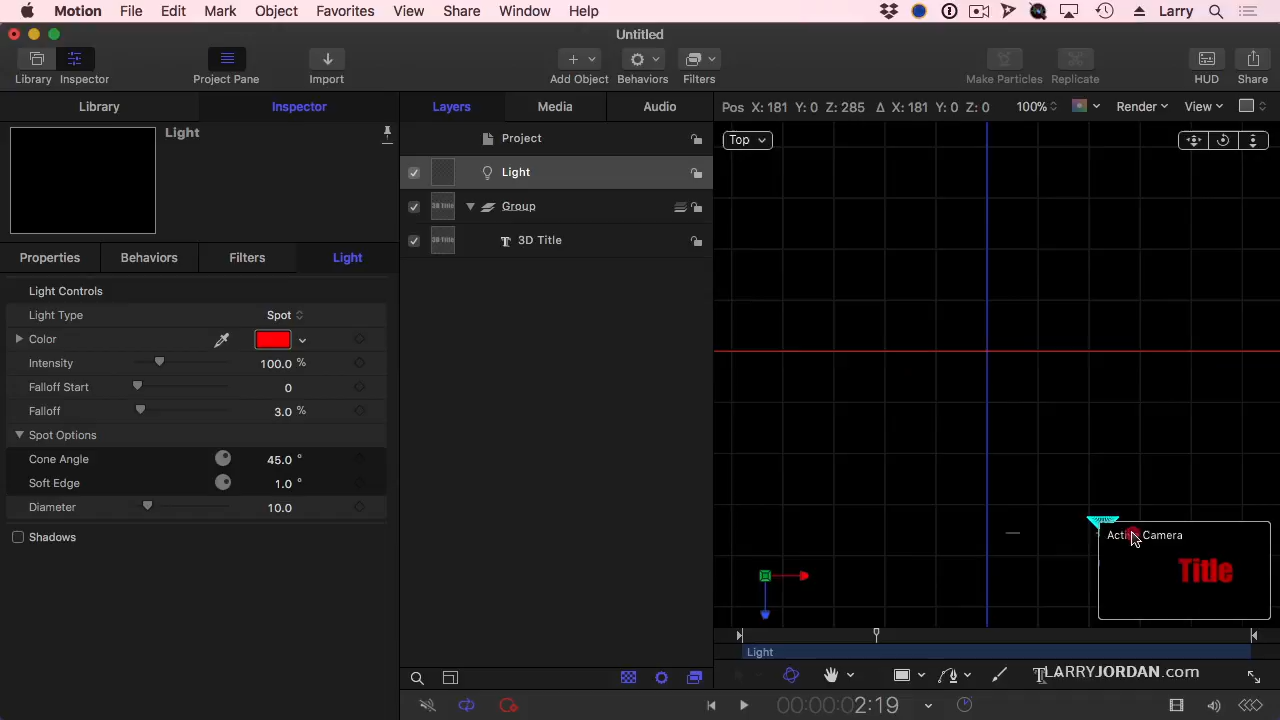 Motion File Edit Mark Object Favorites View Share Window Help Larry
Untitled
Library Inspector Project Pane Import Add Object Behaviors Filters Make Particles Replicate HUD Share
Library Inspector Layers Media Audio Pos X: 181 Y: 0 Z: 285 Δ X: 181 Y: 0 Z: 0 100% Render View
Light
Project
Top
Light
Group
3D Title
Properties Behaviors Filters Light
Light Controls
Light Type Spot
Color
Intensity 100.0 %
Falloff Start 0
Falloff 3.0 %
Spot Options
Cone Angle 45.0 °
Soft Edge 1.0 °
Diameter 10.0
Shadows
Camera
Title
Light
LARRYJORDAN.com
00:00:0 2:19